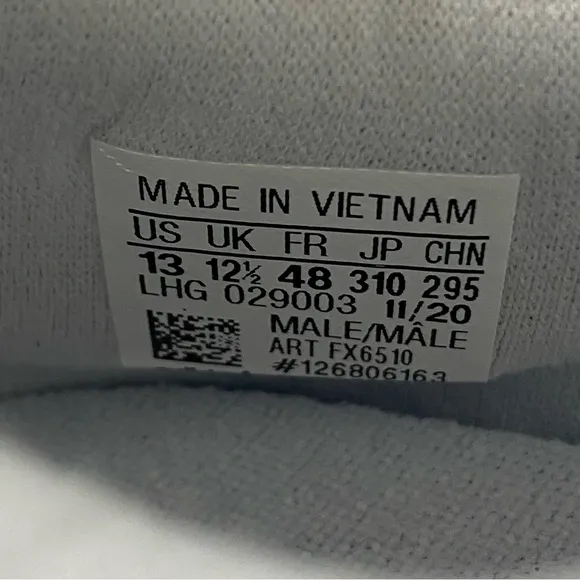 MADE IN VIETNAM
US UK FR JP CHN
13 12½ 48 310 295
LHG 029003 11/20
MALE/MÂLE
ART FX6510
#126806163